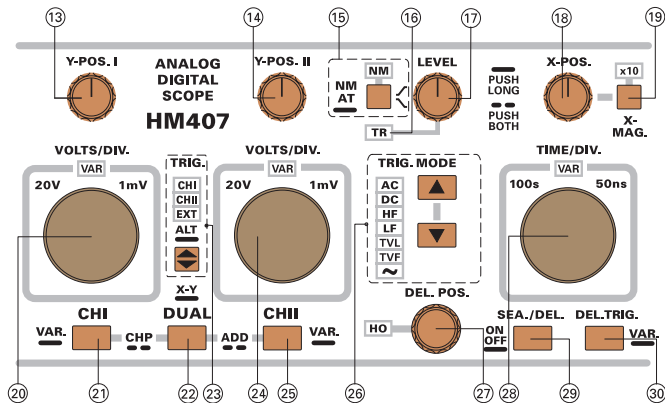 13 14 15 16 17 18 19
Y-POS. I
ANALOG
DIGITAL
SCOPE
HM407
Y-POS. II
NM
AT
NM
LEVEL
TR
PUSH
LONG
PUSH
BOTH
X-POS.
x10
X-
MAG.
VOLTS/DIV.
VAR
20V 1mV
TRIG.
CHI
CHII
EXT
ALT
X-Y
VOLTS/DIV.
VAR
20V 1mV
TRIG. MODE
AC
DC
HF
LF
TVL
TVF
~
TIME/DIV.
VAR
100s 50ns
DEL. POS.
HO
CHI
VAR.
CHP
DUAL
ADD
CHII
VAR.
ON
OFF
SEA./DEL.
DEL.TRIG.
VAR.
20 21 22 23 24 25 26 27 28 29 30